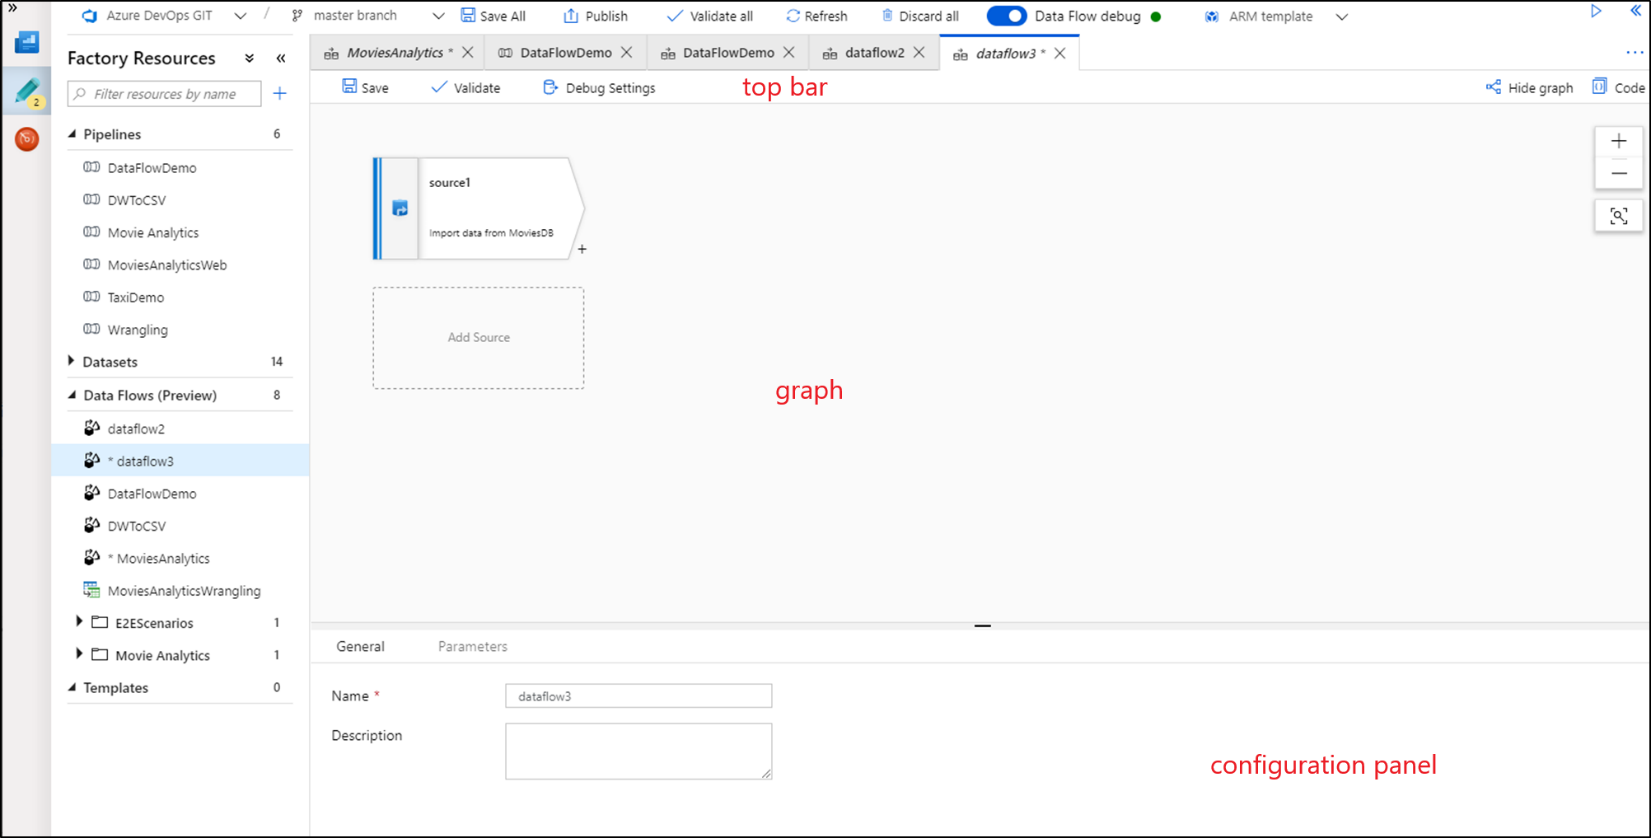 » Azure DevOps GIT / master branch Save All Publish Validate all Refresh Discard all Data Flow debug ARM template «
Factory Resources «
MoviesAnalytics * DataFlowDemo DataFlowDemo dataflow2 dataflow3 * ...
Filter resources by name +
Save Validate Debug Settings top bar Hide graph Code
2
Pipelines 6
DataFlowDemo
DWToCSV
Movie Analytics
MoviesAnalyticsWeb
TaxiDemo
Wrangling
Datasets 14
Data Flows (Preview) 8
dataflow2
* dataflow3
DataFlowDemo
DWToCSV
* MoviesAnalytics
MoviesAnalyticsWrangling
E2EScenarios 1
Movie Analytics 1
Templates 0
source1
Import data from MoviesDB
+
Add Source
graph
General Parameters
Name * dataflow3
Description
configuration panel